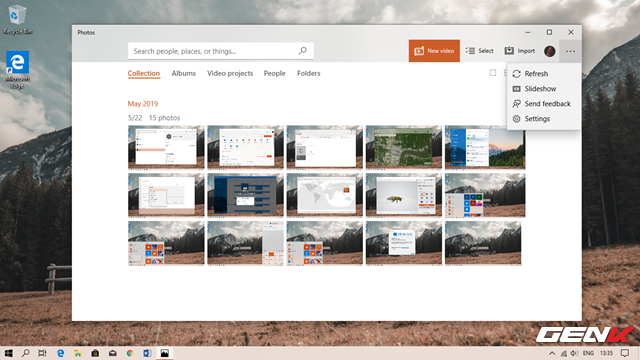 Recycle Bin
Microsoft
Edge
Photos
Search people, places, or things...
New video
Select
Import
Collection
Albums
Video projects
People
Folders
Refresh
Slideshow
Send feedback
Settings
May 2019
5/22 15 photos
GENK
ENG
13:35